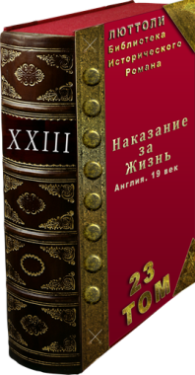 XXIII
ЛЮТТОЛИ
Библиотека
Исторического
Романа
Наказание
за
Жизнь
Англия. 19 век
23
ТОМ